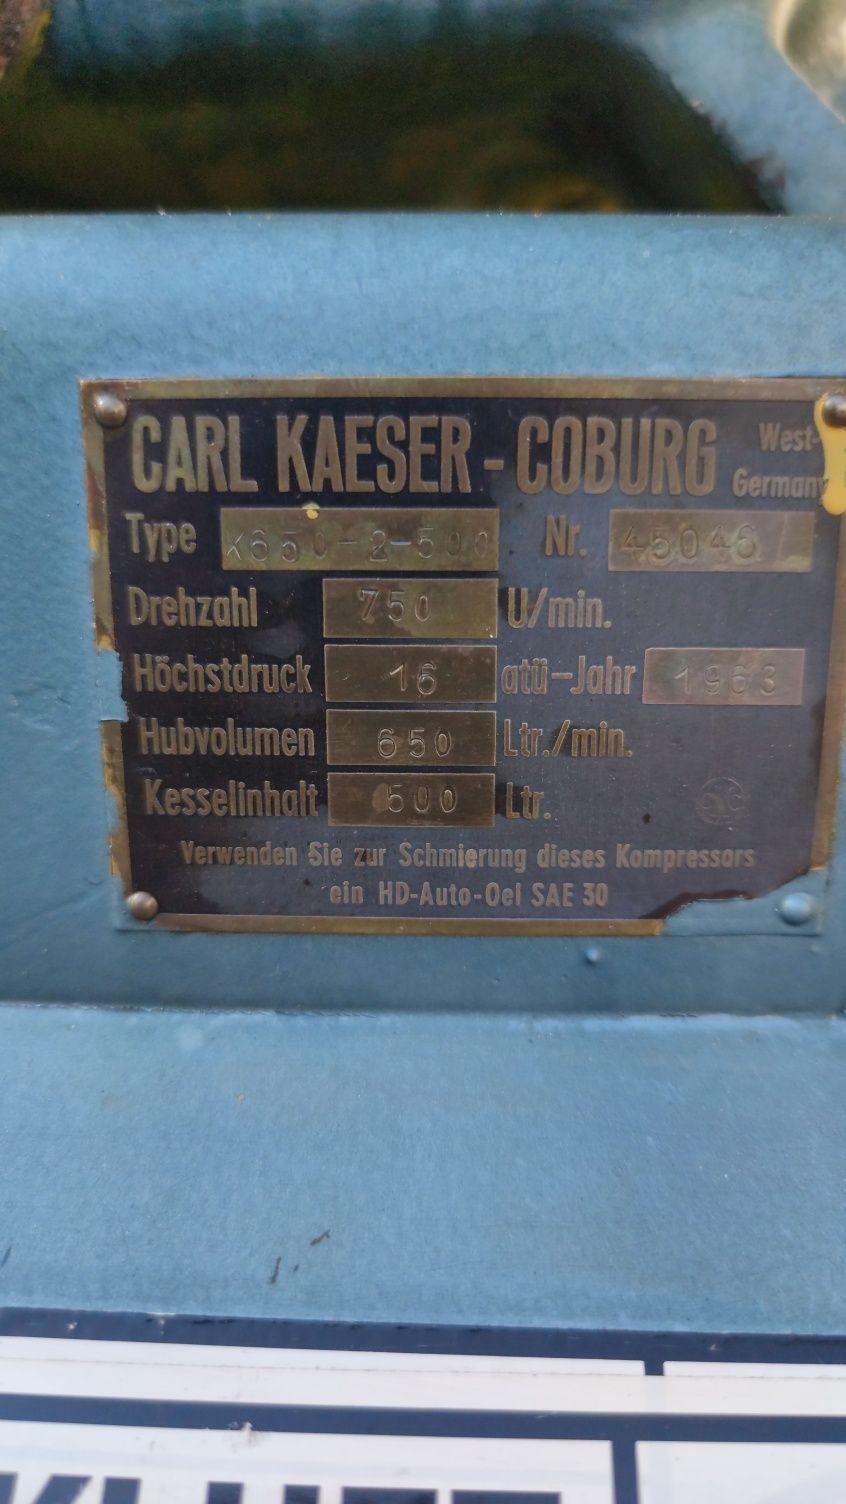 CARL KAESER - COBURG West-
Germany
Type K650-2-500 Nr. 45046
Drehzahl 750 U/min.
Höchstdruck 16 atü-Jahr 1963
Hubvolumen 650 Ltr./min.
Kesselinhalt 500 Ltr.
Verwenden Sie zur Schmierung dieses Kompressors
ein HD-Auto-Oel SAE 30